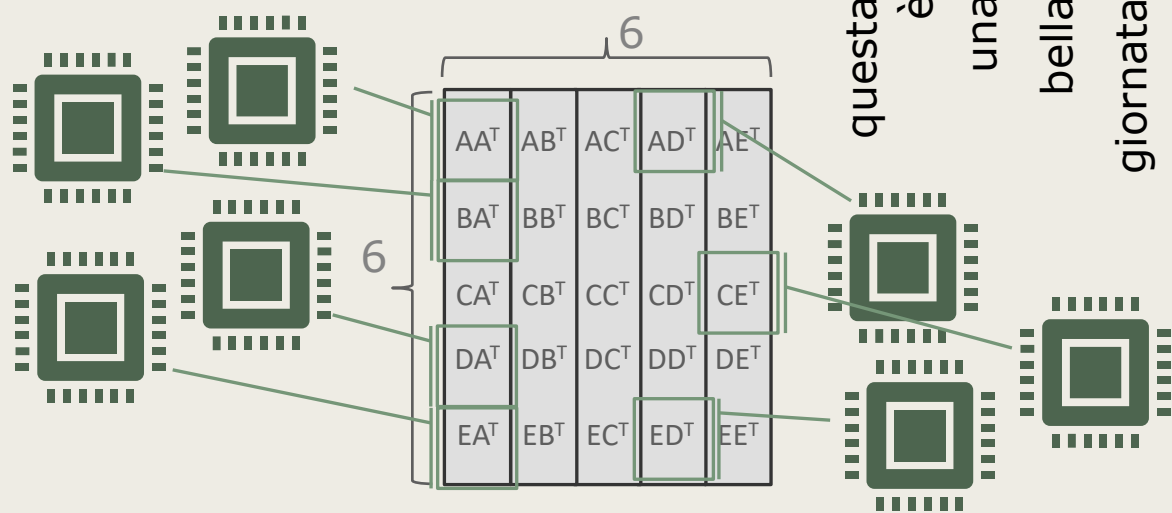 6
6
AAᵀ ABᵀ ACᵀ ADᵀ AEᵀ
BAᵀ BBᵀ BCᵀ BDᵀ BEᵀ
CAᵀ CBᵀ CCᵀ CDᵀ CEᵀ
DAᵀ DBᵀ DCᵀ DDᵀ DEᵀ
EAᵀ EBᵀ ECᵀ EDᵀ EEᵀ
questa
è
una
bella
giornata